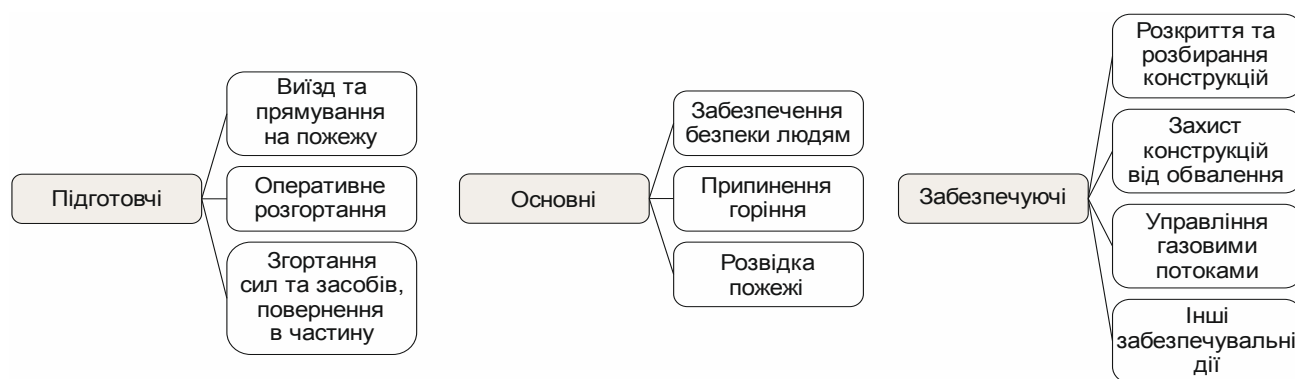 Підготовчі
Виїзд та
прямування
на пожежу
Оперативне
розгортання
Згортання
сил та засобів,
повернення
в частину
Основні
Забезпечення
безпеки людям
Припинення
горіння
Розвідка
пожежі
Забезпечуючі
Розкриття та
розбирання
конструкцій
Захист
конструкцій
від обвалення
Управління
газовими
потоками
Інші
забезпечувальні
дії